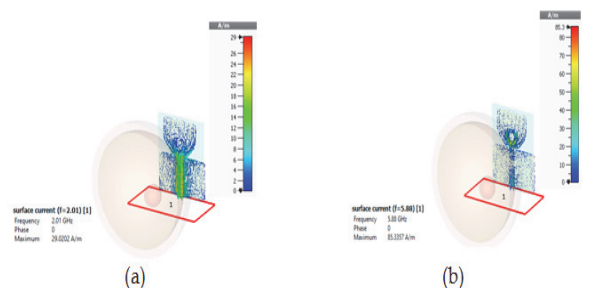 A/m
29
26
24
22
20
18
16
14
12
10
8
6
4
2
0
1
surface current (f=2.01) [1]
Frequency 2.01 GHz
Phase 0
Maximum 29.0202 A/m
(a)
A/m
85.3
80
70
60
50
40
30
20
10
0
1
surface current (f=5.88) [1]
Frequency 5.88 GHz
Phase 0
Maximum 85.3357 A/m
(b)